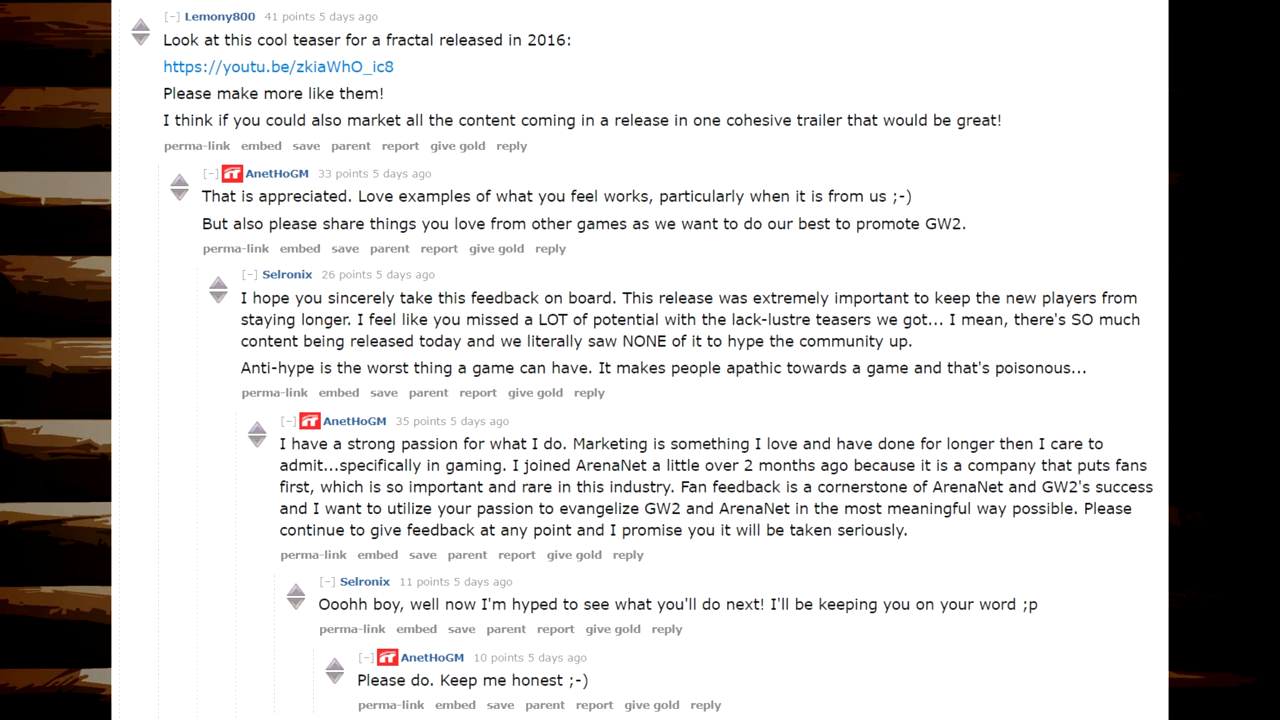 [-] Lemony800 41 points 5 days ago
Look at this cool teaser for a fractal released in 2016:
https://youtu.be/zkiaWhO_ic8
Please make more like them!
I think if you could also market all the content coming in a release in one cohesive trailer that would be great!
perma-link embed save parent report give gold reply
[-] AnetHoGM 33 points 5 days ago
That is appreciated. Love examples of what you feel works, particularly when it is from us ;-)
But also please share things you love from other games as we want to do our best to promote GW2.
perma-link embed save parent report give gold reply
[-] Selronix 26 points 5 days ago
I hope you sincerely take this feedback on board. This release was extremely important to keep the new players from
staying longer. I feel like you missed a LOT of potential with the lack-lustre teasers we got... I mean, there's SO much
content being released today and we literally saw NONE of it to hype the community up.
Anti-hype is the worst thing a game can have. It makes people apathic towards a game and that's poisonous...
perma-link embed save parent report give gold reply
[-] AnetHoGM 35 points 5 days ago
I have a strong passion for what I do. Marketing is something I love and have done for longer then I care to
admit...specifically in gaming. I joined ArenaNet a little over 2 months ago because it is a company that puts fans
first, which is so important and rare in this industry. Fan feedback is a cornerstone of ArenaNet and GW2's success
and I want to utilize your passion to evangelize GW2 and ArenaNet in the most meaningful way possible. Please
continue to give feedback at any point and I promise you it will be taken seriously.
perma-link embed save parent report give gold reply
[-] Selronix 11 points 5 days ago
Ooohh boy, well now I'm hyped to see what you'll do next! I'll be keeping you on your word ;p
perma-link embed save parent report give gold reply
[-] AnetHoGM 10 points 5 days ago
Please do. Keep me honest ;-)
perma-link embed save parent report give gold reply